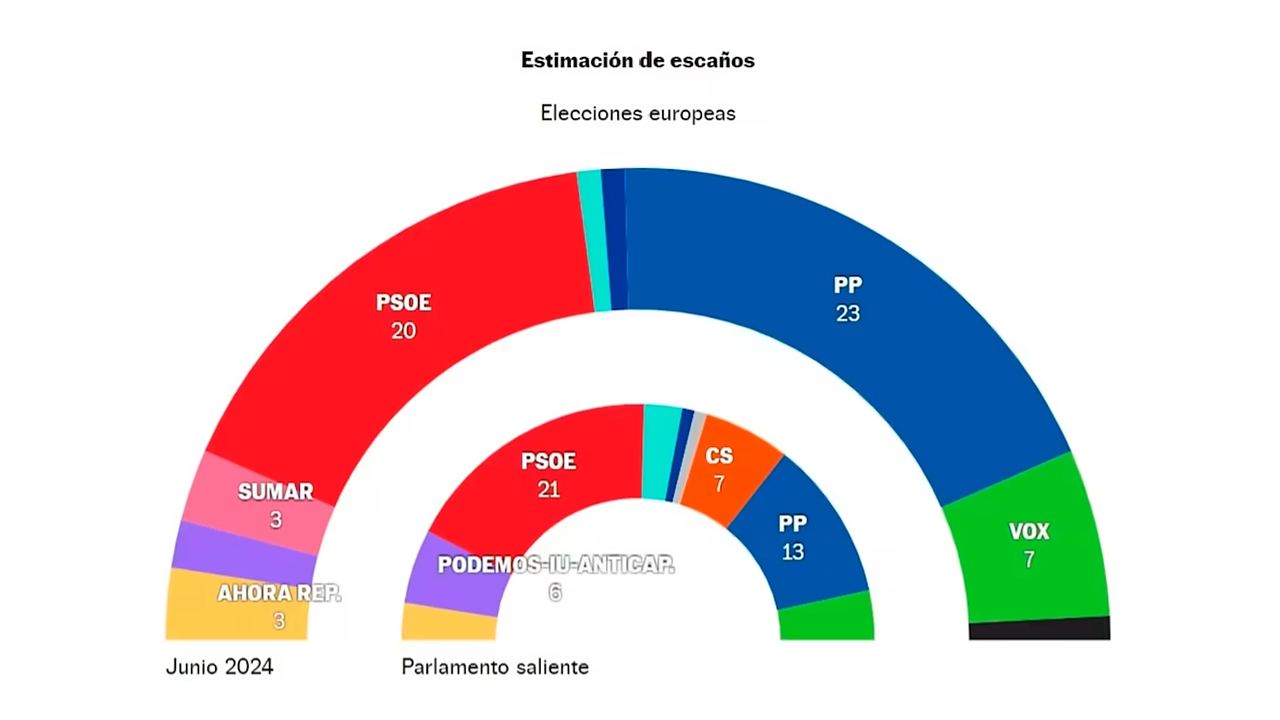 Estimación de escaños
Elecciones europeas
PSOE
20
PP
23
SUMAR
3
AHORA REP.
3
VOX
7
PSOE
21
CS
7
PP
13
PODEMOS-IU-ANTICAP.
6
Junio 2024
Parlamento saliente